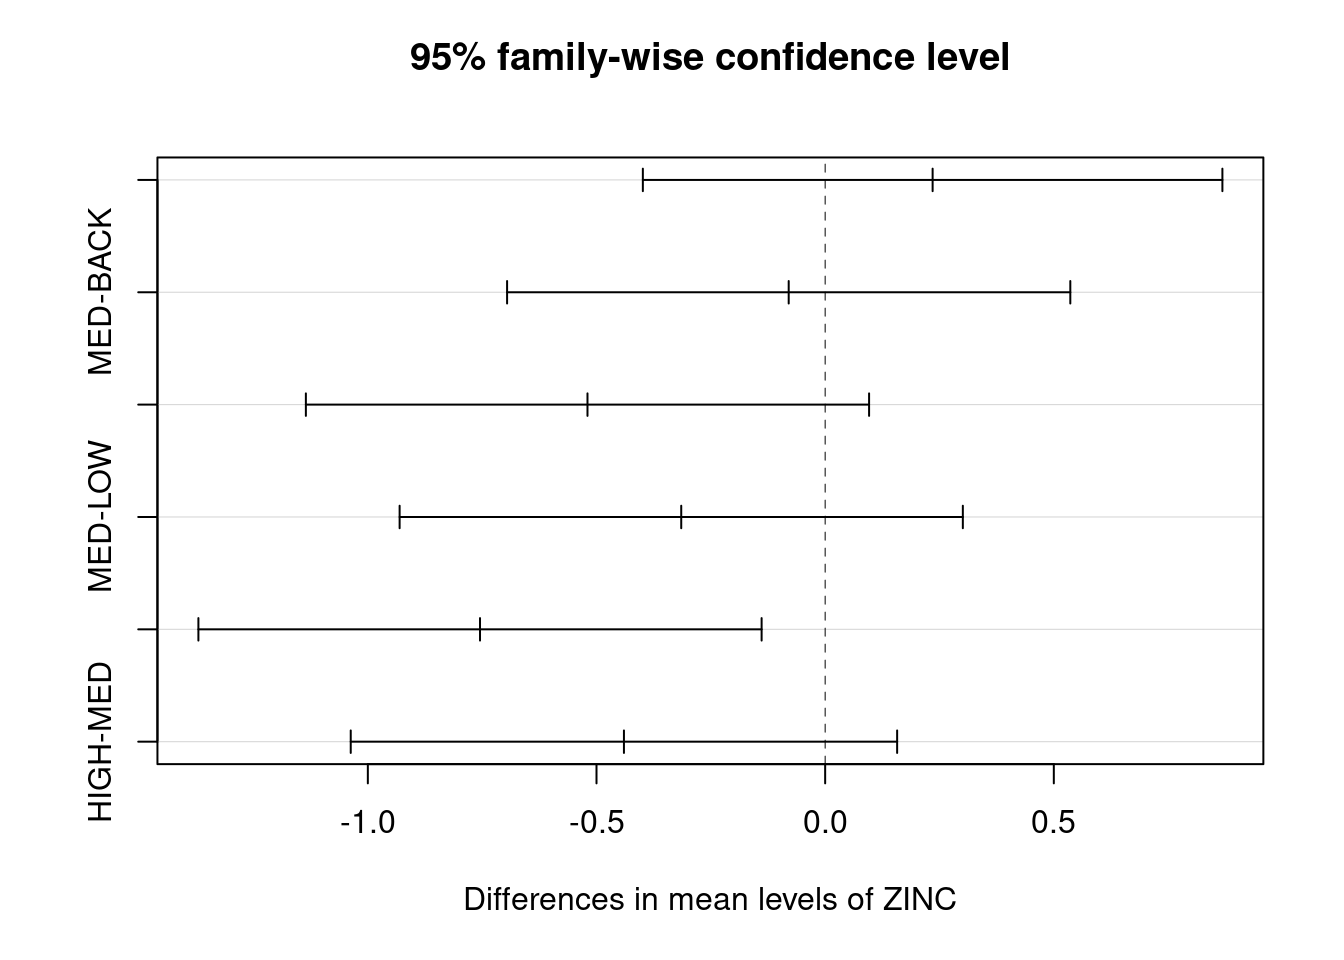 95% family-wise confidence level
MED-BACK
MED-LOW
HIGH-MED
-1.0 -0.5 0.0 0.5
Differences in mean levels of ZINC